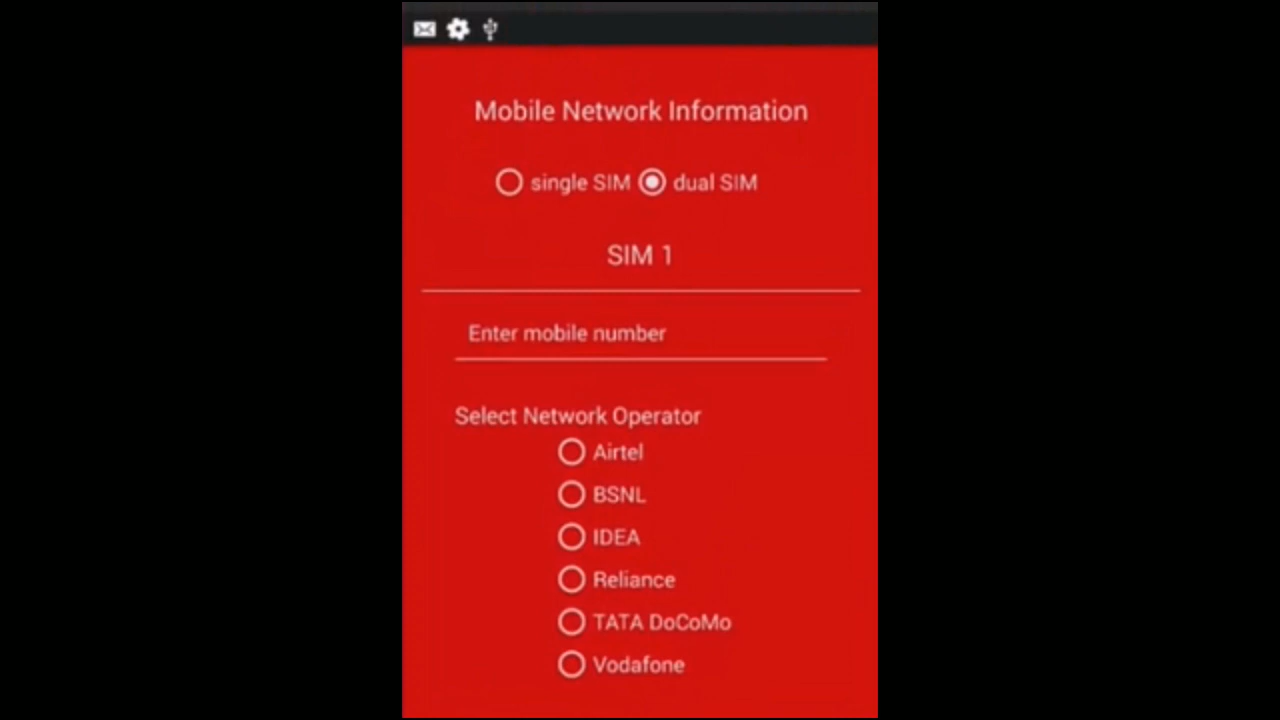 Mobile Network Information
single SIM dual SIM
SIM 1
Enter mobile number
Select Network Operator
Airtel
BSNL
IDEA
Reliance
TATA DoCoMo
Vodafone